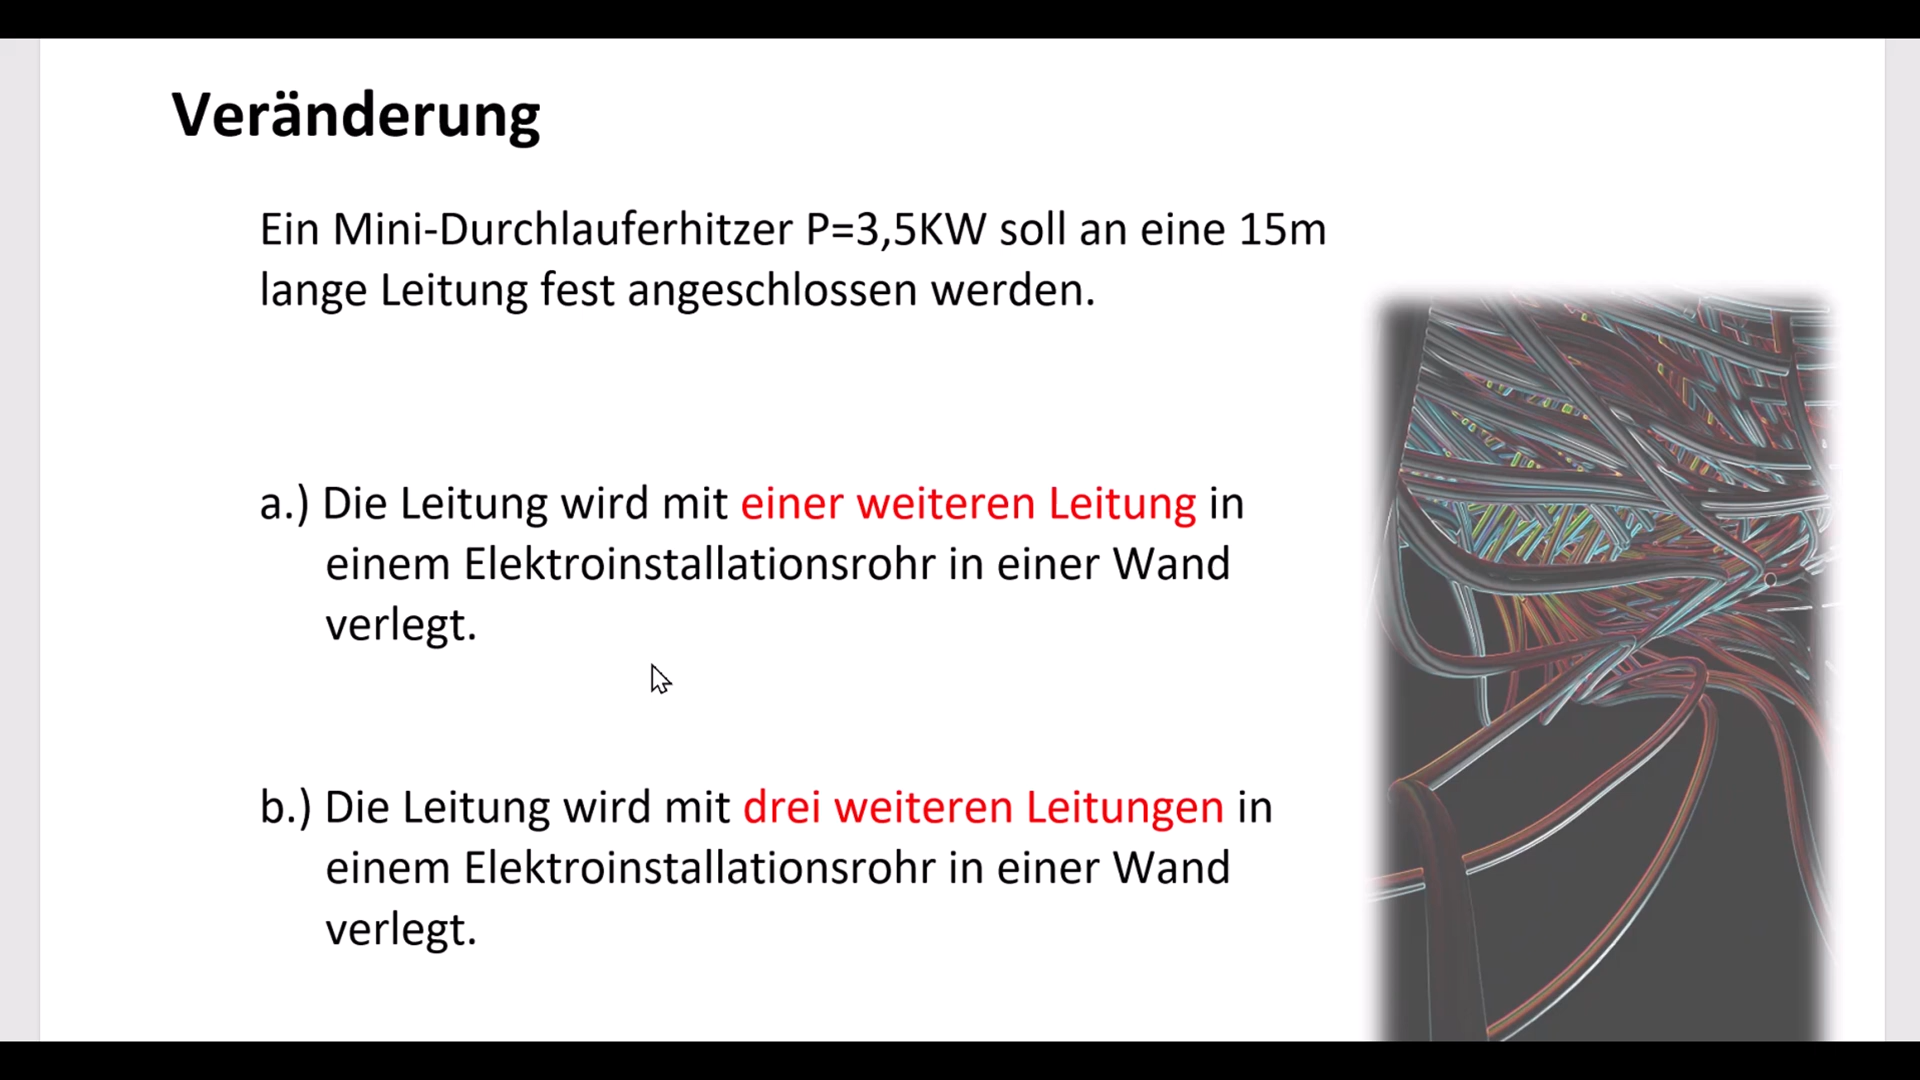 Veränderung
Ein Mini-Durchlauferhitzer P=3,5KW soll an eine 15m
lange Leitung fest angeschlossen werden.
a.) Die Leitung wird mit einer weiteren Leitung in
einem Elektroinstallationsrohr in einer Wand
verlegt.
b.) Die Leitung wird mit drei weiteren Leitungen in
einem Elektroinstallationsrohr in einer Wand
verlegt.